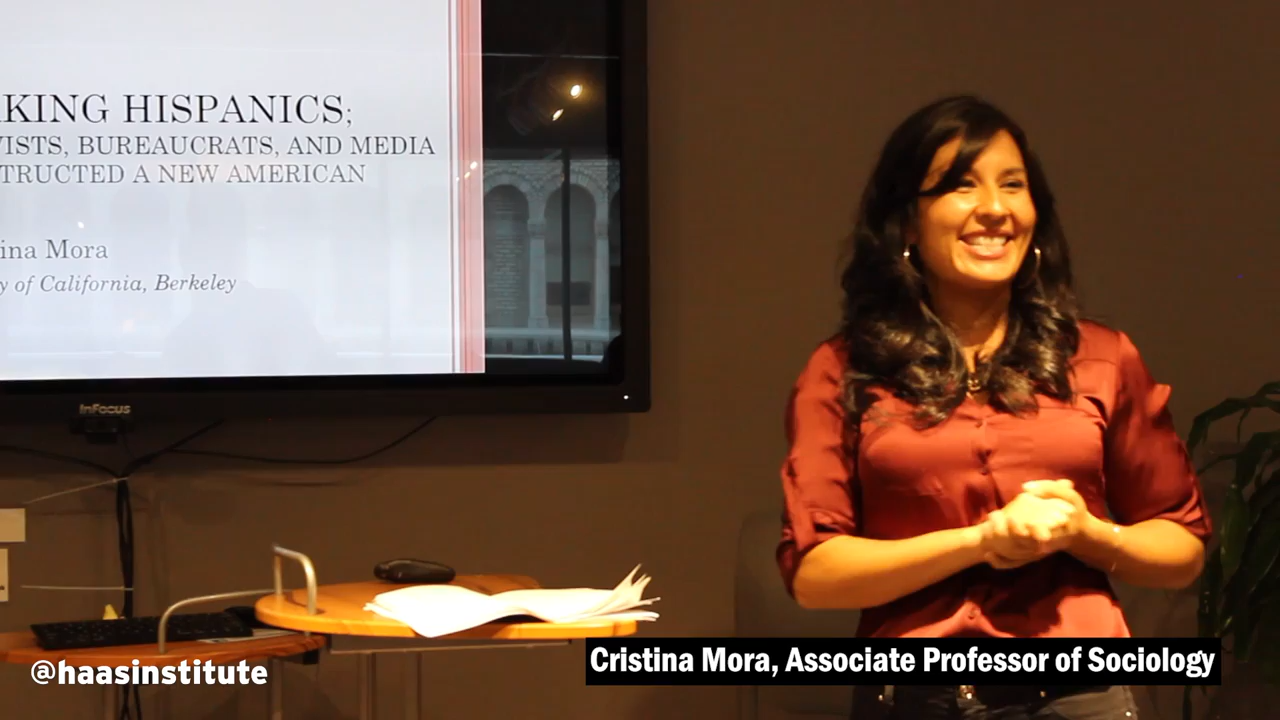 KING HISPANICS;
ISTS, BUREAUCRATS, AND MEDIA
TRUCTED A NEW AMERICAN
ina Mora
y of California, Berkeley
InFocus
@haasinstitute
Cristina Mora, Associate Professor of Sociology